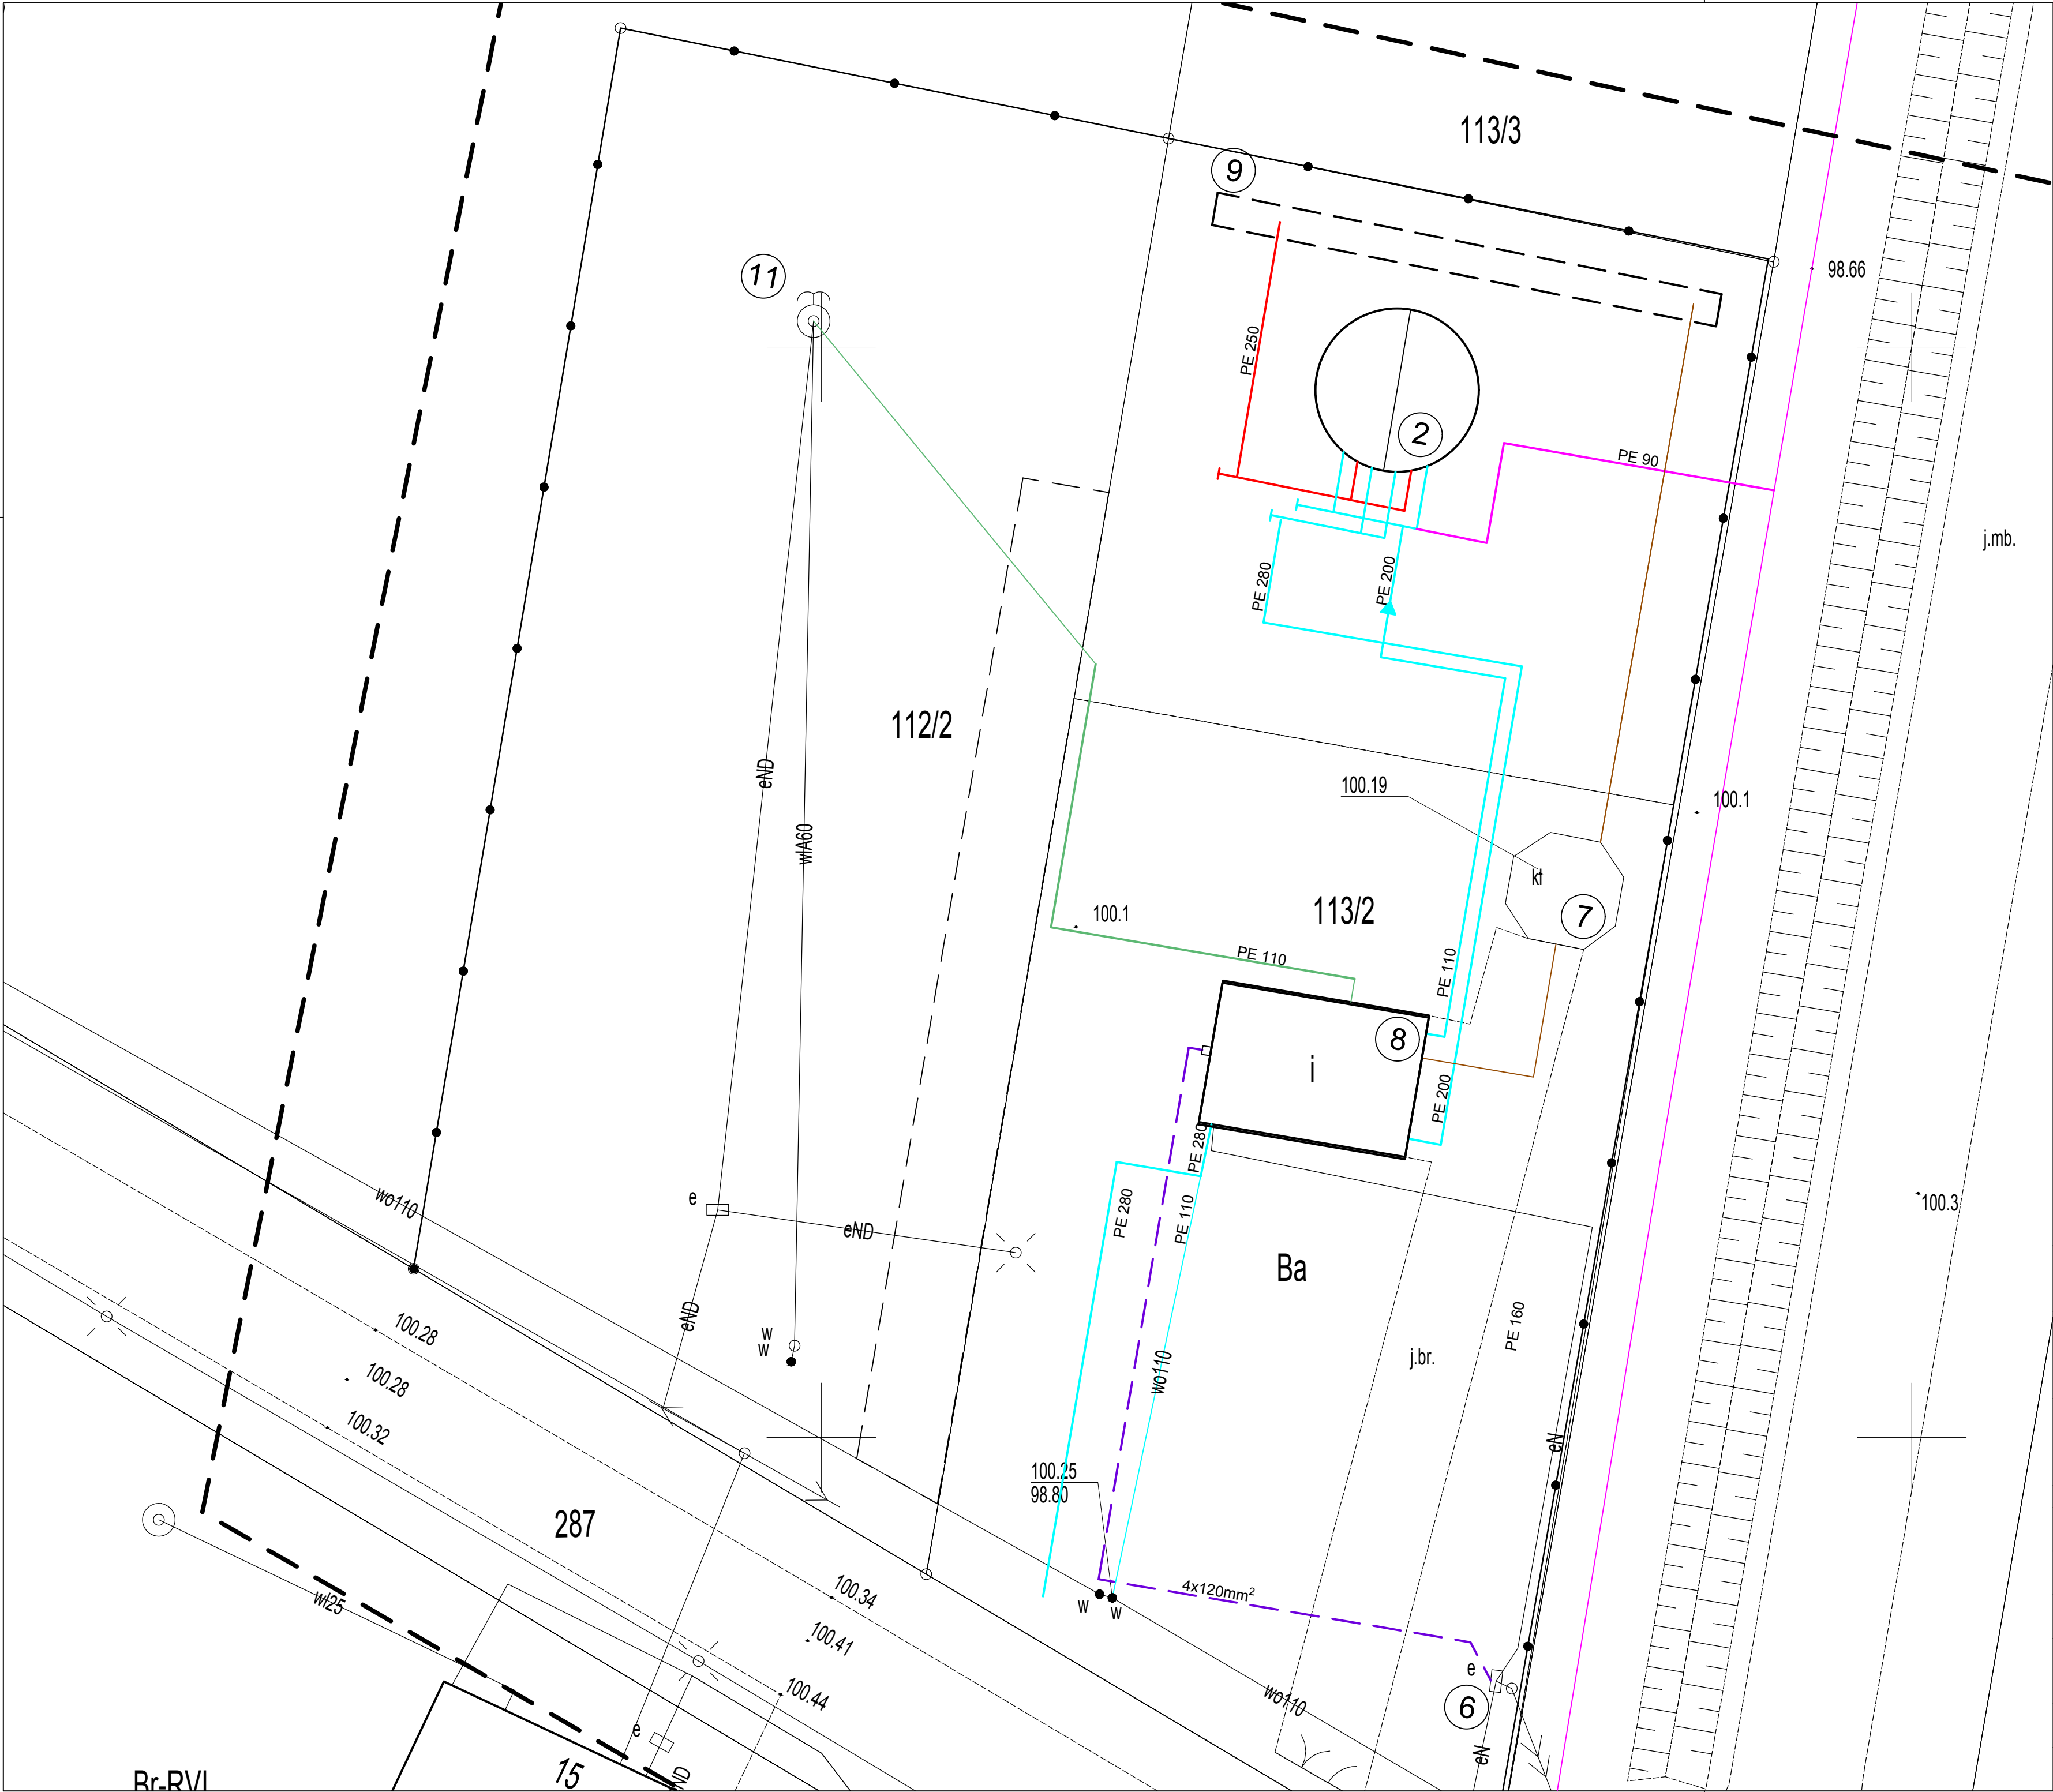 113/3
9
98.66
11
PE 250
2
PE 90
j.mb.
PE 280
PE 200
112/2
eND
wIA60
100.19
100.1
kt
113/2
7
100.1
PE 110
PE 110
8
i
PE 200
PE 280
wo110
e
eND
PE 280
PE 110
100.3
Ba
eND
w
w
PE 160
j.br.
wo110
100.28
100.28
100.32
eN
100.25
98.80
287
wl25
100.34
100.41
100.44
w
w
4x120mm²
wo110
e
6
eN
e
15
ND
Br-RVI